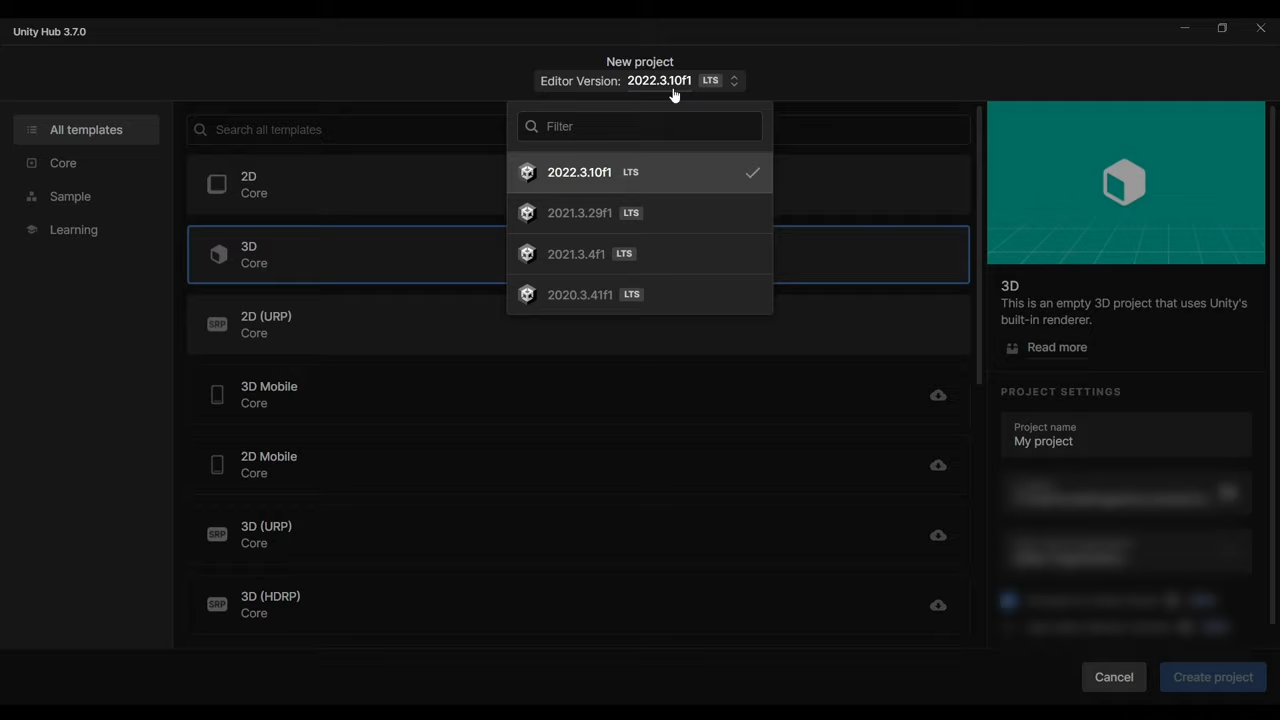 Unity Hub 3.7.0
New project
Editor Version: 2022.3.10f1 LTS
All templates
Core
Sample
Learning
Search all templates
Filter
2022.3.10f1 LTS
2021.3.29f1 LTS
2021.3.4f1 LTS
2020.3.41f1 LTS
2D
Core
3D
Core
2D (URP)
SRP
Core
3D Mobile
Core
2D Mobile
Core
3D (URP)
SRP
Core
3D (HDRP)
SRP
Core
3D
This is an empty 3D project that uses Unity's
built-in renderer.
Read more
PROJECT SETTINGS
Project name
My project
Cancel
Create project